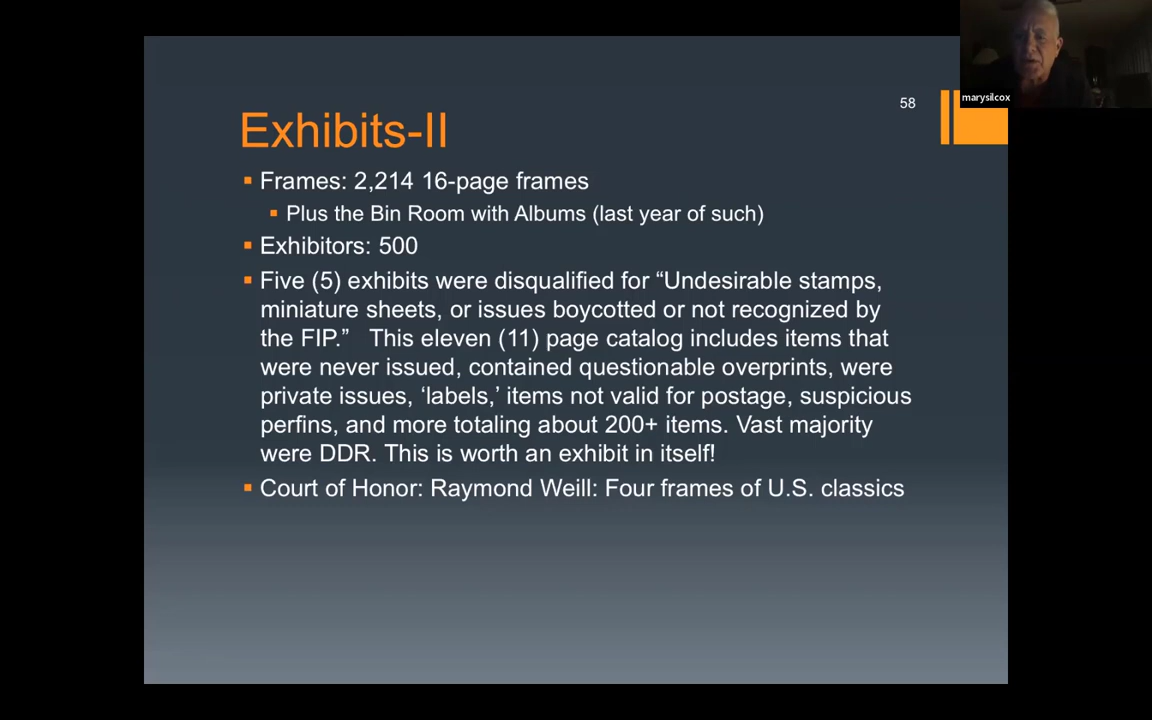 58
marysilcox
Exhibits-II
Frames: 2,214 16-page frames
Plus the Bin Room with Albums (last year of such)
Exhibitors: 500
Five (5) exhibits were disqualified for “Undesirable stamps,
miniature sheets, or issues boycotted or not recognized by
the FIP.”   This eleven (11) page catalog includes items that
were never issued, contained questionable overprints, were
private issues, ‘labels,’ items not valid for postage, suspicious
perfins, and more totaling about 200+ items. Vast majority
were DDR. This is worth an exhibit in itself!
Court of Honor: Raymond Weill: Four frames of U.S. classics